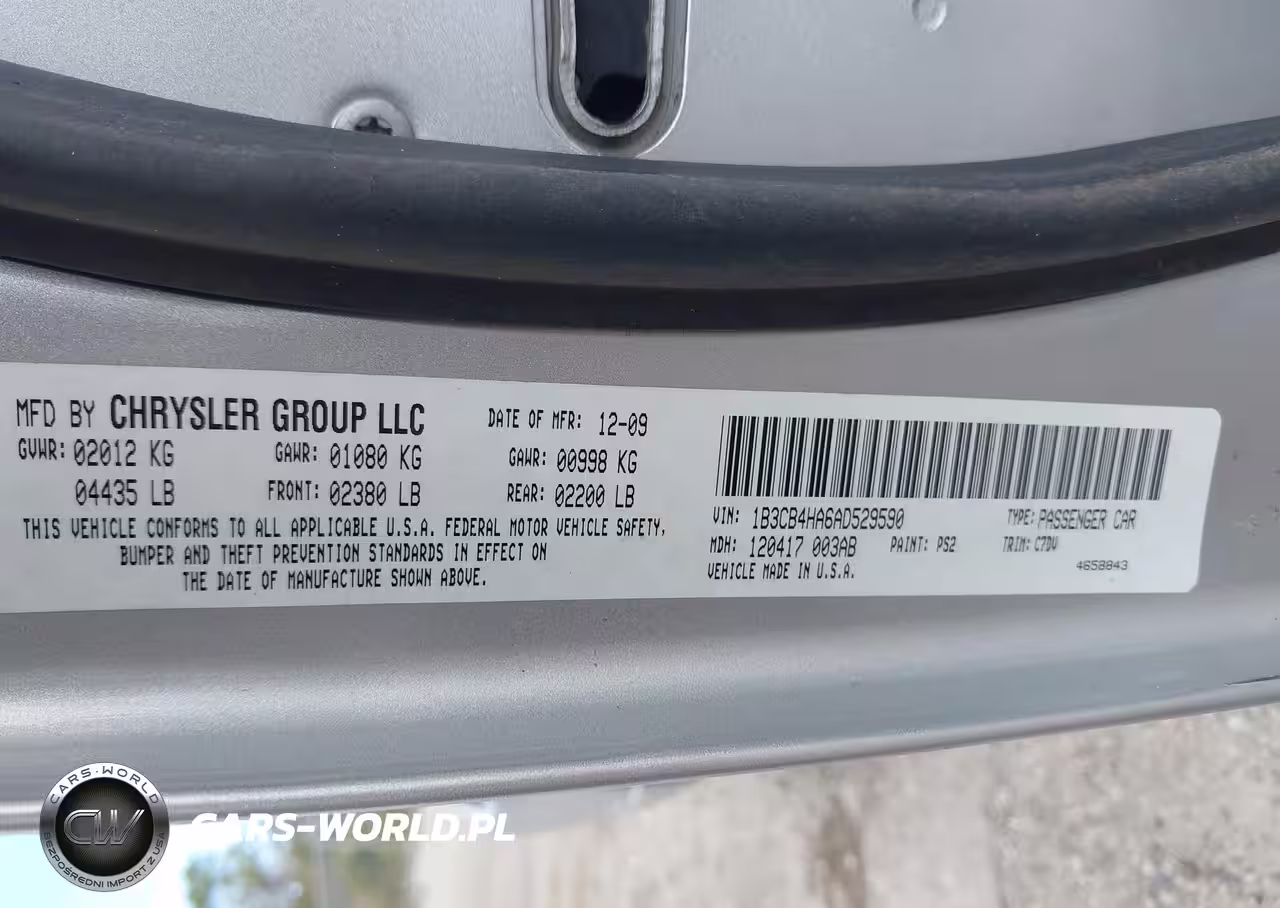 MFD BY CHRYSLER GROUP LLC DATE OF MFR: 12-09
GVWR: 02012 KG GAWR: 01080 KG GAWR: 00998 KG
04435 LB FRONT: 02380 LB REAR: 02200 LB
THIS VEHICLE CONFORMS TO ALL APPLICABLE U.S.A. FEDERAL MOTOR VEHICLE SAFETY,
BUMPER AND THEFT PREVENTION STANDARDS IN EFFECT ON
THE DATE OF MANUFACTURE SHOWN ABOVE.
VIN: 1B3CB4HA6AD529590 TYPE: PASSENGER CAR
MDH: 120417 003AB PAINT: PS2 TRIM: C7DV
VEHICLE MADE IN U.S.A. 4658843
CARS-WORLD
CW
BEZPOŚREDNI IMPORT Z USA
CARS-WORLD.PL